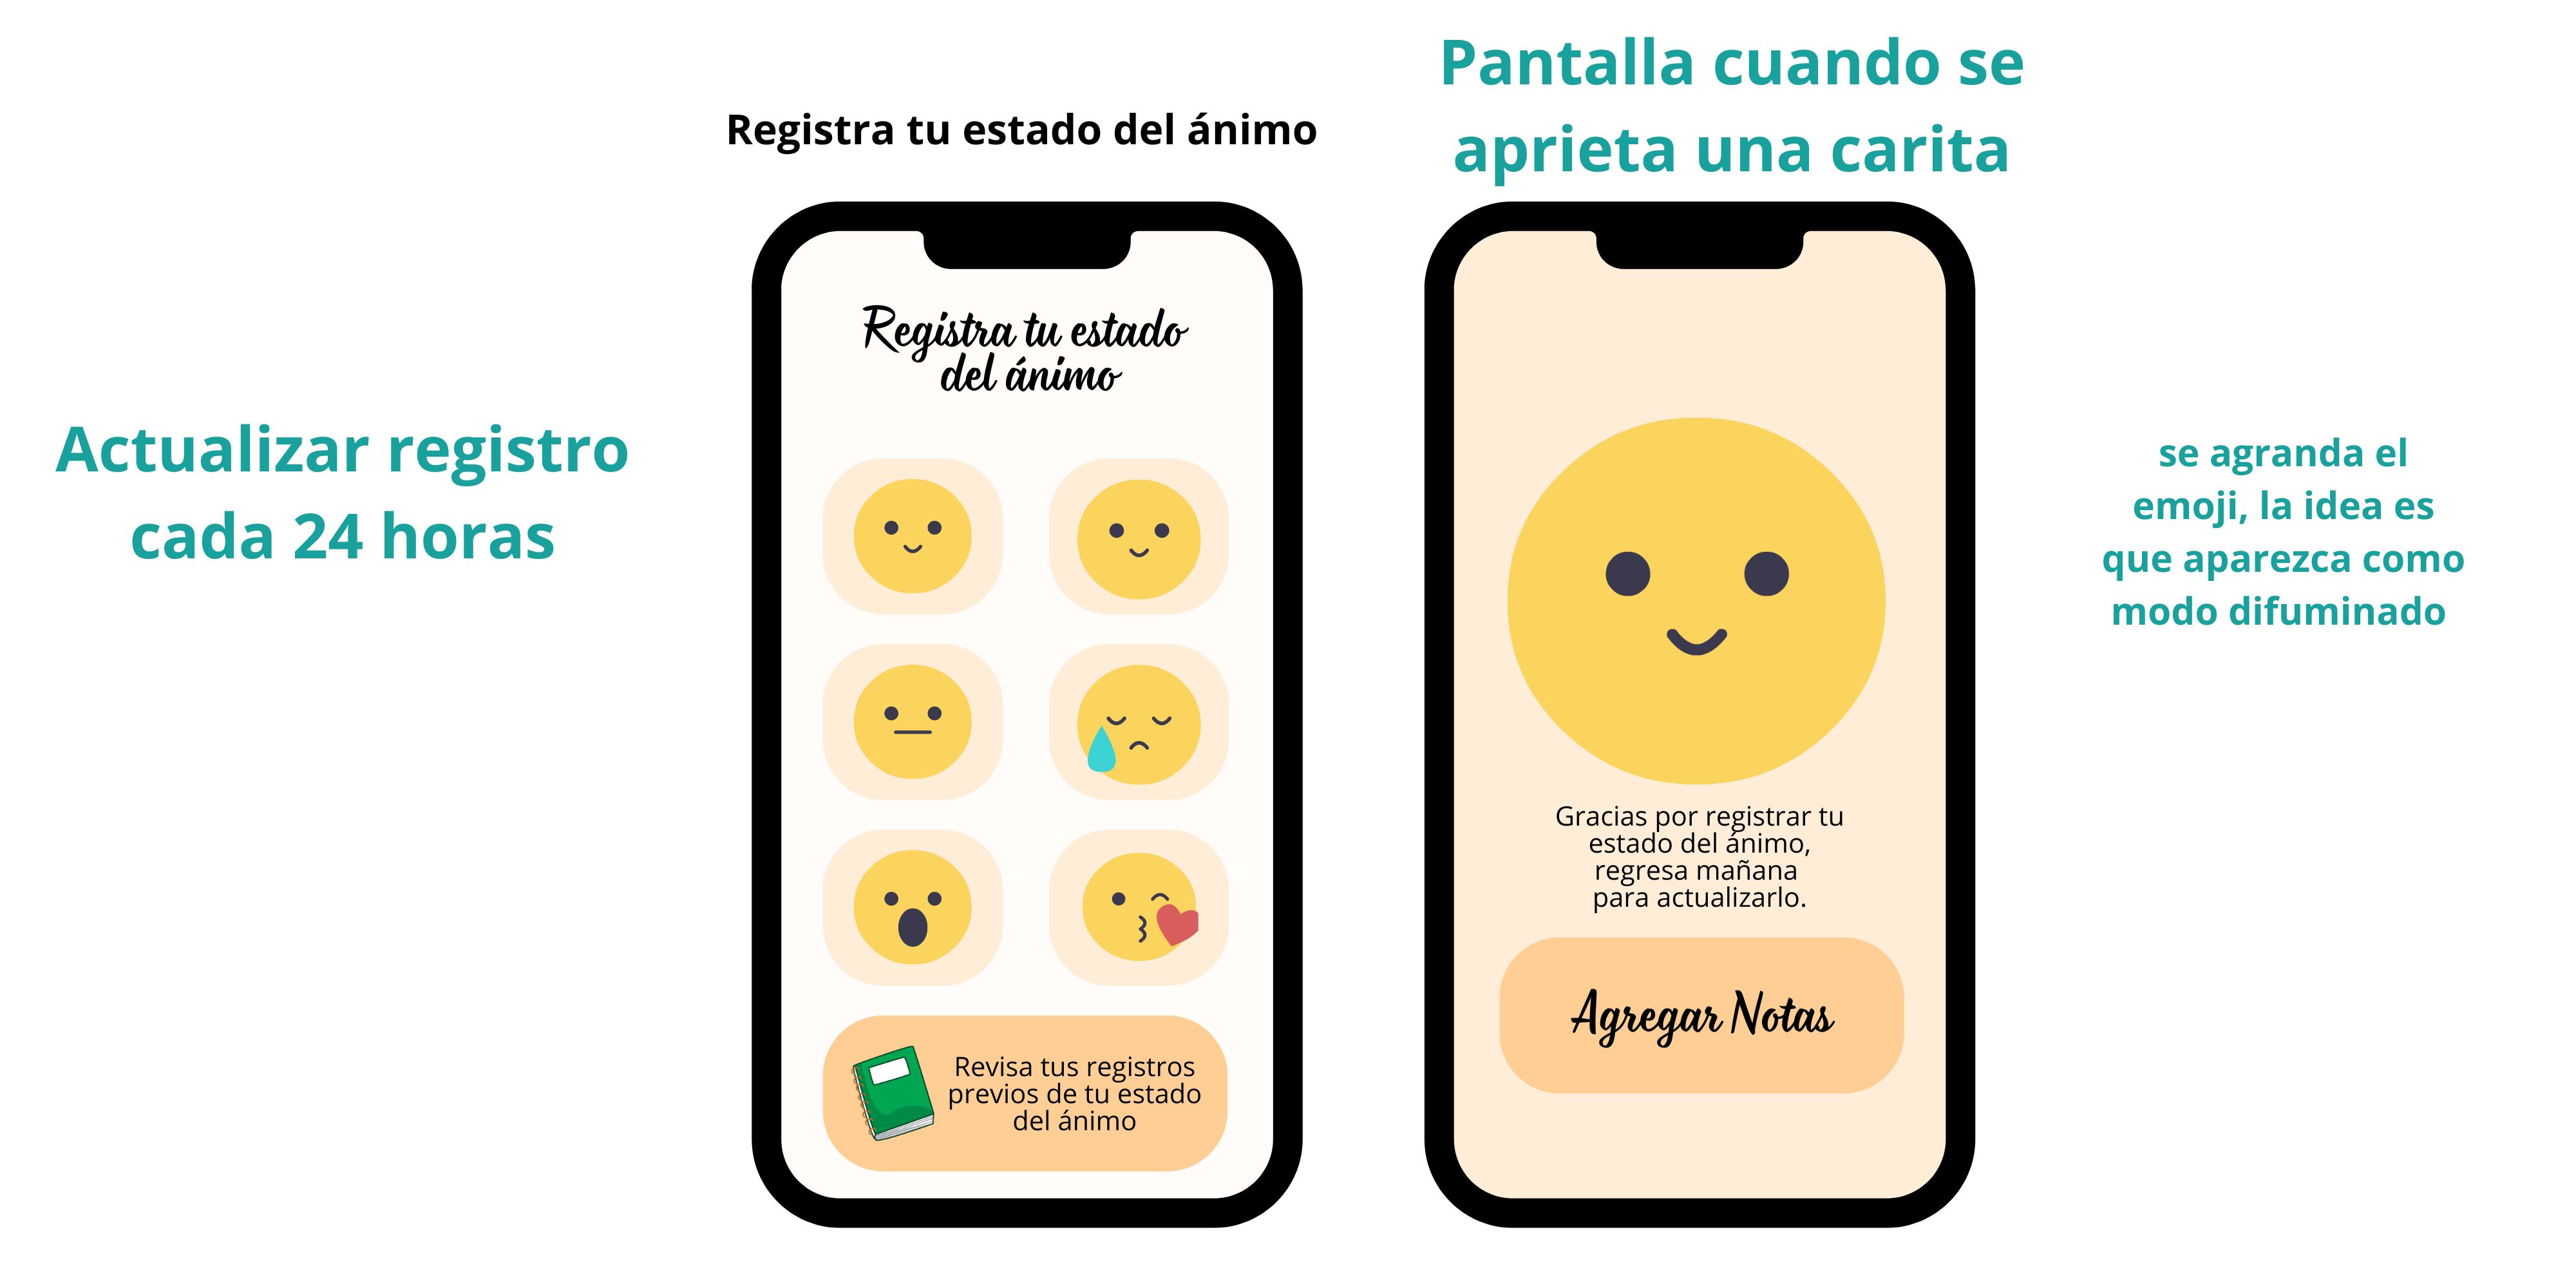 Actualizar registro
cada 24 horas
Registra tu estado del ánimo
Registra tu estado
del ánimo
Revisa tus registros
previos de tu estado
del ánimo
Pantalla cuando se
aprieta una carita
Gracias por registrar tu
estado del ánimo,
regresa mañana
para actualizarlo.
Agregar Notas
se agranda el
emoji, la idea es
que aparezca como
modo difuminado